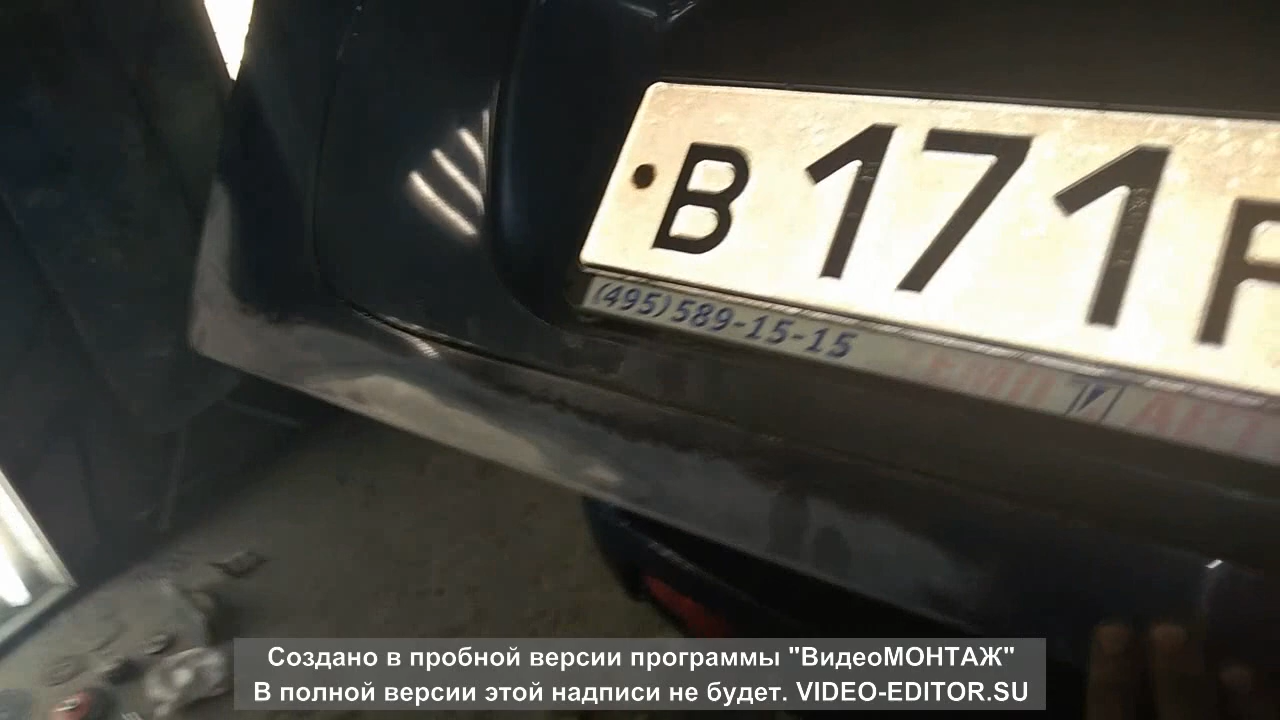 В 171
(495) 589-15-15
Создано в пробной версии программы "ВидеоМОНТАЖ"
В полной версии этой надписи не будет. VIDEO-EDITOR.SU